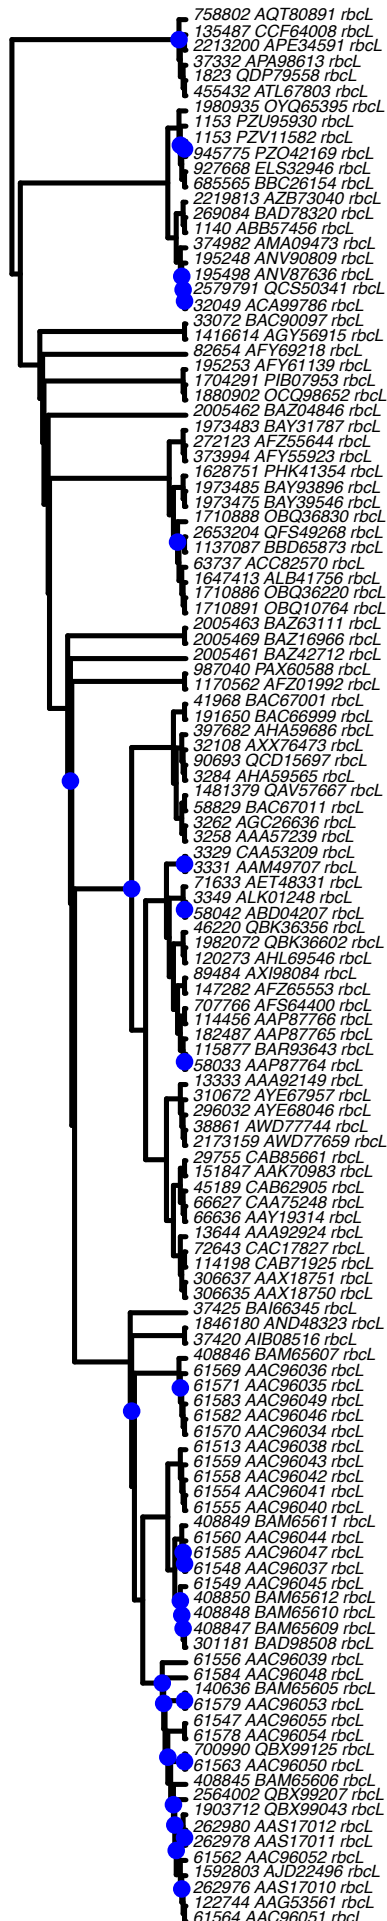 758802 AQT80891 rbcL
135487 CCF64008 rbcL
2213200 APE34591 rbcL
37332 APA98613 rbcL
1823 QDP79558 rbcL
455432 ATL67803 rbcL
1980935 OYQ65395 rbcL
1153 PZU95930 rbcL
1153 PZV11582 rbcL
945775 PZO42169 rbcL
927668 ELS32946 rbcL
685565 BBC26154 rbcL
2219813 AZB73040 rbcL
269084 BAD78320 rbcL
1140 ABB57456 rbcL
374982 AMA09473 rbcL
195248 ANV90809 rbcL
195498 ANV87636 rbcL
2579791 QCS50341 rbcL
32049 ACA99786 rbcL
33072 BAC90097 rbcL
1416614 AGY56915 rbcL
82654 AFY69218 rbcL
195253 AFY61139 rbcL
1704291 PIB07953 rbcL
1880902 OCQ98652 rbcL
2005462 BAZ04846 rbcL
1973483 BAY31787 rbcL
272123 AFZ55644 rbcL
373994 AFY55923 rbcL
1628751 PHK41354 rbcL
1973485 BAY93896 rbcL
1973475 BAY39546 rbcL
1710888 OBQ36830 rbcL
2653204 QFS49268 rbcL
1137087 BBD65873 rbcL
63737 ACC82570 rbcL
1647413 ALB41756 rbcL
1710886 OBQ36220 rbcL
1710891 OBQ10764 rbcL
2005463 BAZ63111 rbcL
2005469 BAZ16966 rbcL
2005461 BAZ42712 rbcL
987040 PAX60588 rbcL
1170562 AFZ01992 rbcL
41968 BAC67001 rbcL
191650 BAC66999 rbcL
397682 AHA59686 rbcL
32108 AXX76473 rbcL
90693 QCD15697 rbcL
3284 AHA59565 rbcL
1481379 QAV57667 rbcL
58829 BAC67011 rbcL
3262 AGC26636 rbcL
3258 AAA57239 rbcL
3329 CAA53209 rbcL
3331 AAM49707 rbcL
71633 AET48331 rbcL
3349 ALK01248 rbcL
58042 ABD04207 rbcL
46220 QBK36356 rbcL
1982072 QBK36602 rbcL
120273 AHL69546 rbcL
89484 AXI98084 rbcL
147282 AFZ65553 rbcL
707766 AFS64400 rbcL
114456 AAP87766 rbcL
182487 AAP87765 rbcL
115877 BAR93643 rbcL
58033 AAP87764 rbcL
13333 AAA92149 rbcL
310672 AYE67957 rbcL
296032 AYE68046 rbcL
38861 AWD77744 rbcL
2173159 AWD77659 rbcL
29755 CAB85661 rbcL
151847 AAK70983 rbcL
45189 CAB62905 rbcL
66627 CAA75248 rbcL
66636 AAY19314 rbcL
13644 AAA92924 rbcL
72643 CAC17827 rbcL
114198 CAB71925 rbcL
306637 AAX18751 rbcL
306635 AAX18750 rbcL
37425 BAI66345 rbcL
1846180 AND48323 rbcL
37420 AIB08516 rbcL
408846 BAM65607 rbcL
61569 AAC96036 rbcL
61571 AAC96035 rbcL
61583 AAC96049 rbcL
61582 AAC96046 rbcL
61570 AAC96034 rbcL
61513 AAC96038 rbcL
61559 AAC96043 rbcL
61558 AAC96042 rbcL
61554 AAC96041 rbcL
61555 AAC96040 rbcL
408849 BAM65611 rbcL
61560 AAC96044 rbcL
61585 AAC96047 rbcL
61548 AAC96037 rbcL
61549 AAC96045 rbcL
408850 BAM65612 rbcL
408848 BAM65610 rbcL
408847 BAM65609 rbcL
301181 BAD98508 rbcL
61556 AAC96039 rbcL
61584 AAC96048 rbcL
140636 BAM65605 rbcL
61579 AAC96053 rbcL
61547 AAC96055 rbcL
61578 AAC96054 rbcL
700990 QBX99125 rbcL
61563 AAC96050 rbcL
408845 BAM65606 rbcL
2564002 QBX99207 rbcL
1903712 QBX99043 rbcL
262980 AAS17012 rbcL
262978 AAS17011 rbcL
61562 AAC96052 rbcL
1592803 AJD22496 rbcL
262976 AAS17010 rbcL
122744 AAG53561 rbcL
61564 AAC96051 rbcL